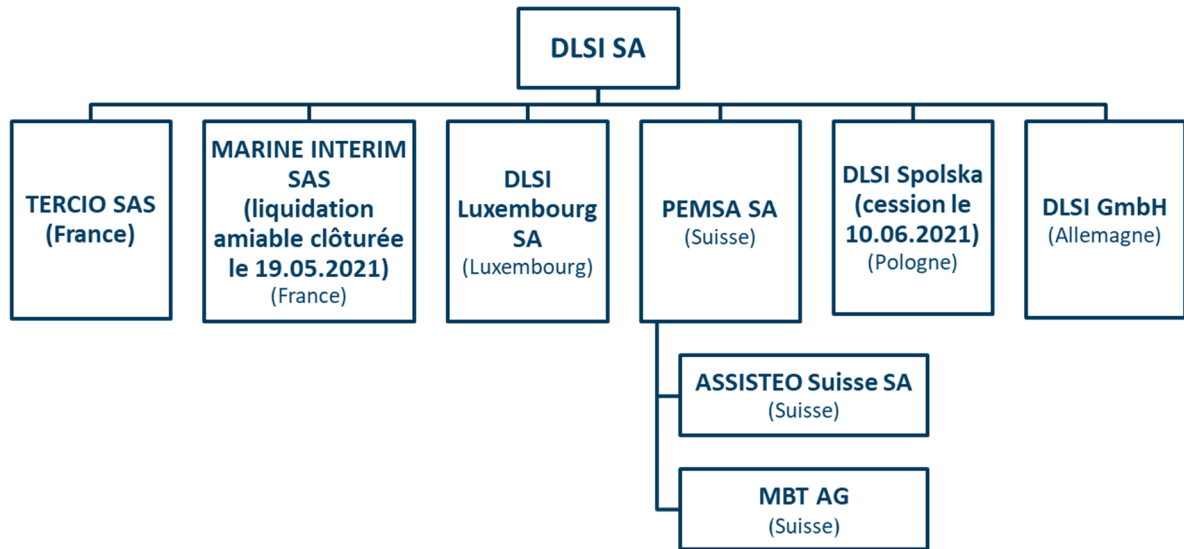 DLSI SA
TERCIO SAS
(France)
MARINE INTERIM
SAS
(liquidation
amiable clôturée
le 19.05.2021)
(France)
DLSI
Luxembourg
SA
(Luxembourg)
PEMSA SA
(Suisse)
DLSI Spolska
(cession le
10.06.2021)
(Pologne)
DLSI GmbH
(Allemagne)
ASSISTEO Suisse SA
(Suisse)
MBT AG
(Suisse)